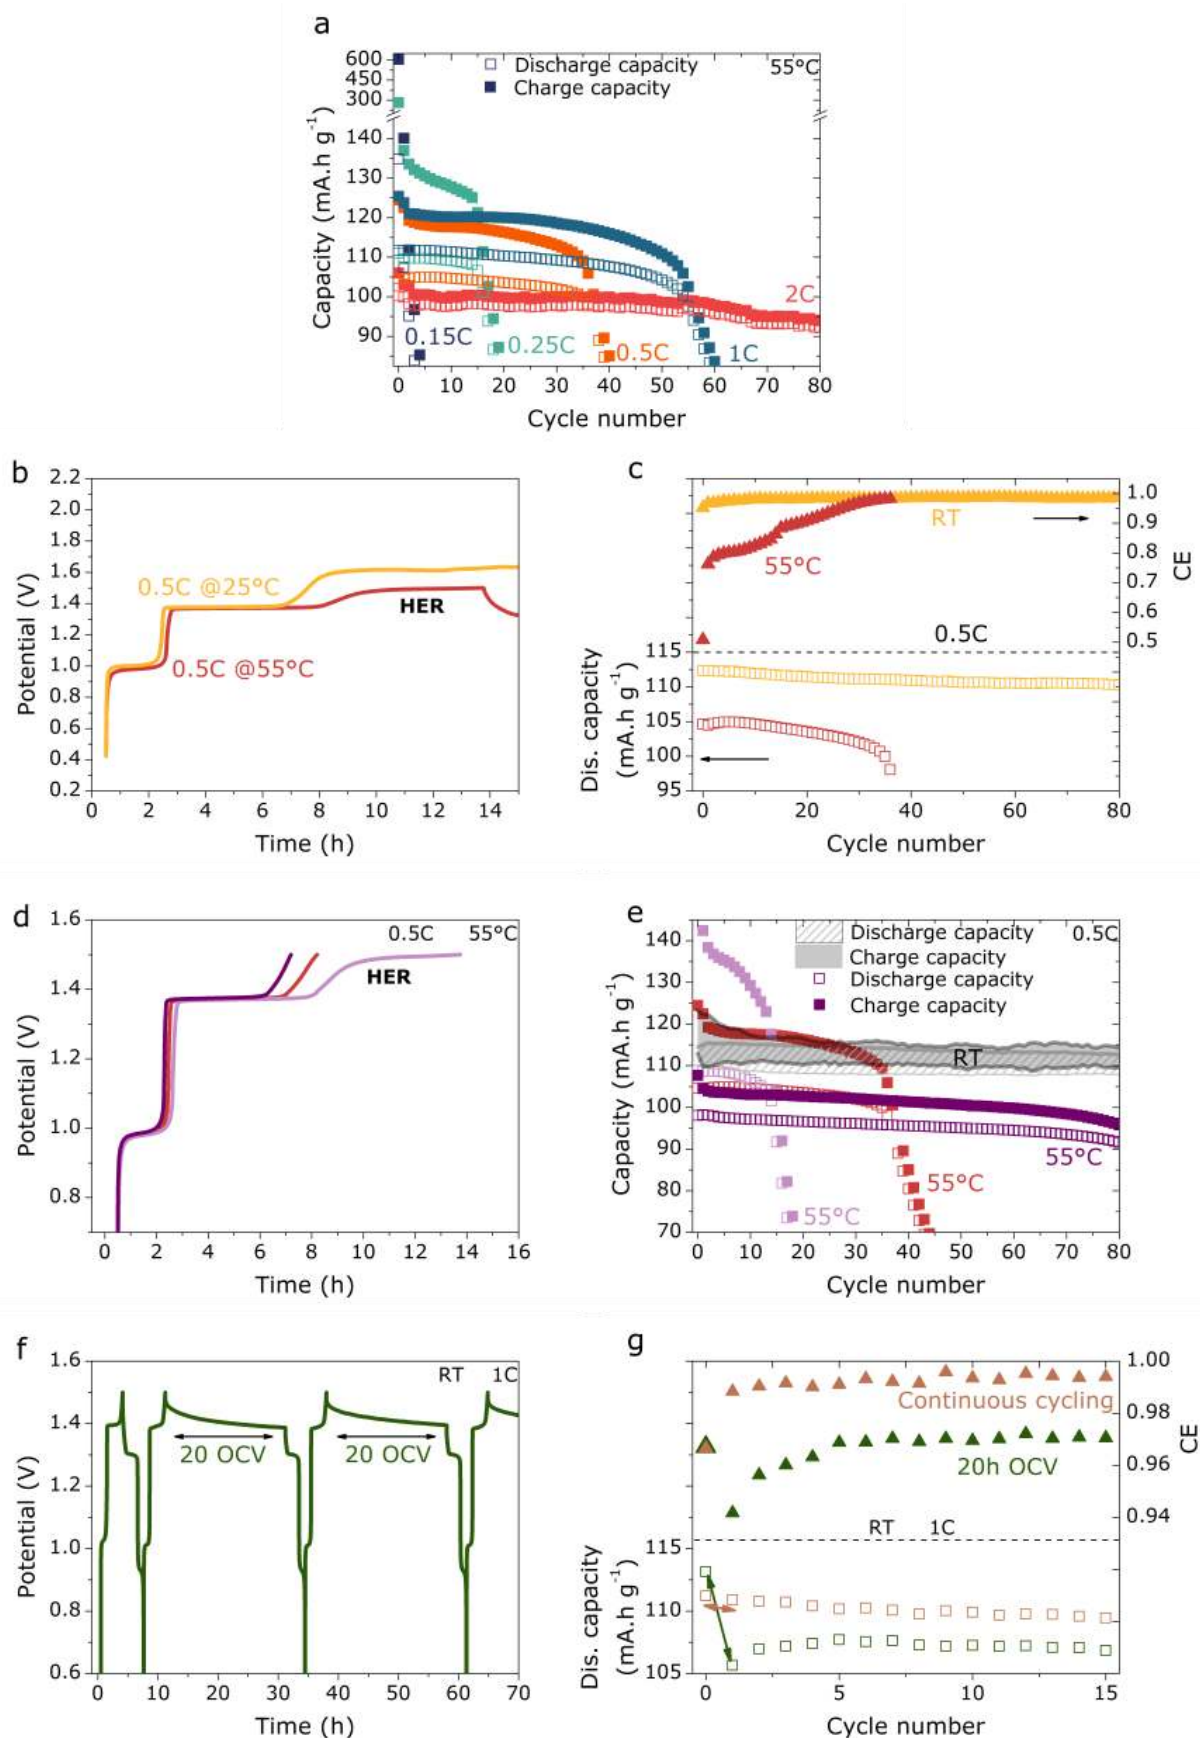 a
600
450
300
140
130
120
110
100
90
Capacity (mA.h g⁻¹)
Discharge capacity
Charge capacity
55°C
0.15C
0.25C
0.5C
1C
2C
0 10 20 30 40 50 60 70 80
Cycle number
b
2.2
2.0
1.8
1.6
1.4
1.2
1.0
0.8
0.6
0.4
0.2
Potential (V)
0.5C @25°C
HER
0.5C @55°C
0 2 4 6 8 10 12 14
Time (h)
c
RT
55°C
0.5C
1.0
0.9
0.8
0.7
0.6
0.5
CE
115
110
105
100
95
Dis. capacity
(mA.h g⁻¹)
0 20 40 60 80
Cycle number
d
1.6
1.4
1.2
1.0
0.8
Potential (V)
0.5C 55°C
HER
0 2 4 6 8 10 12 14 16
Time (h)
e
140
130
120
110
100
90
80
70
Capacity (mA.h g⁻¹)
Discharge capacity
Charge capacity
Discharge capacity
Charge capacity
0.5C
RT
55°C
55°C
55°C
0 10 20 30 40 50 60 70 80
Cycle number
f
1.6
1.4
1.2
1.0
0.8
0.6
Potential (V)
RT 1C
20 OCV
20 OCV
0 10 20 30 40 50 60 70
Time (h)
g
Continuous cycling
20h OCV
RT 1C
1.00
0.98
0.96
0.94
CE
115
110
105
Dis. capacity
(mA.h g⁻¹)
0 5 10 15
Cycle number